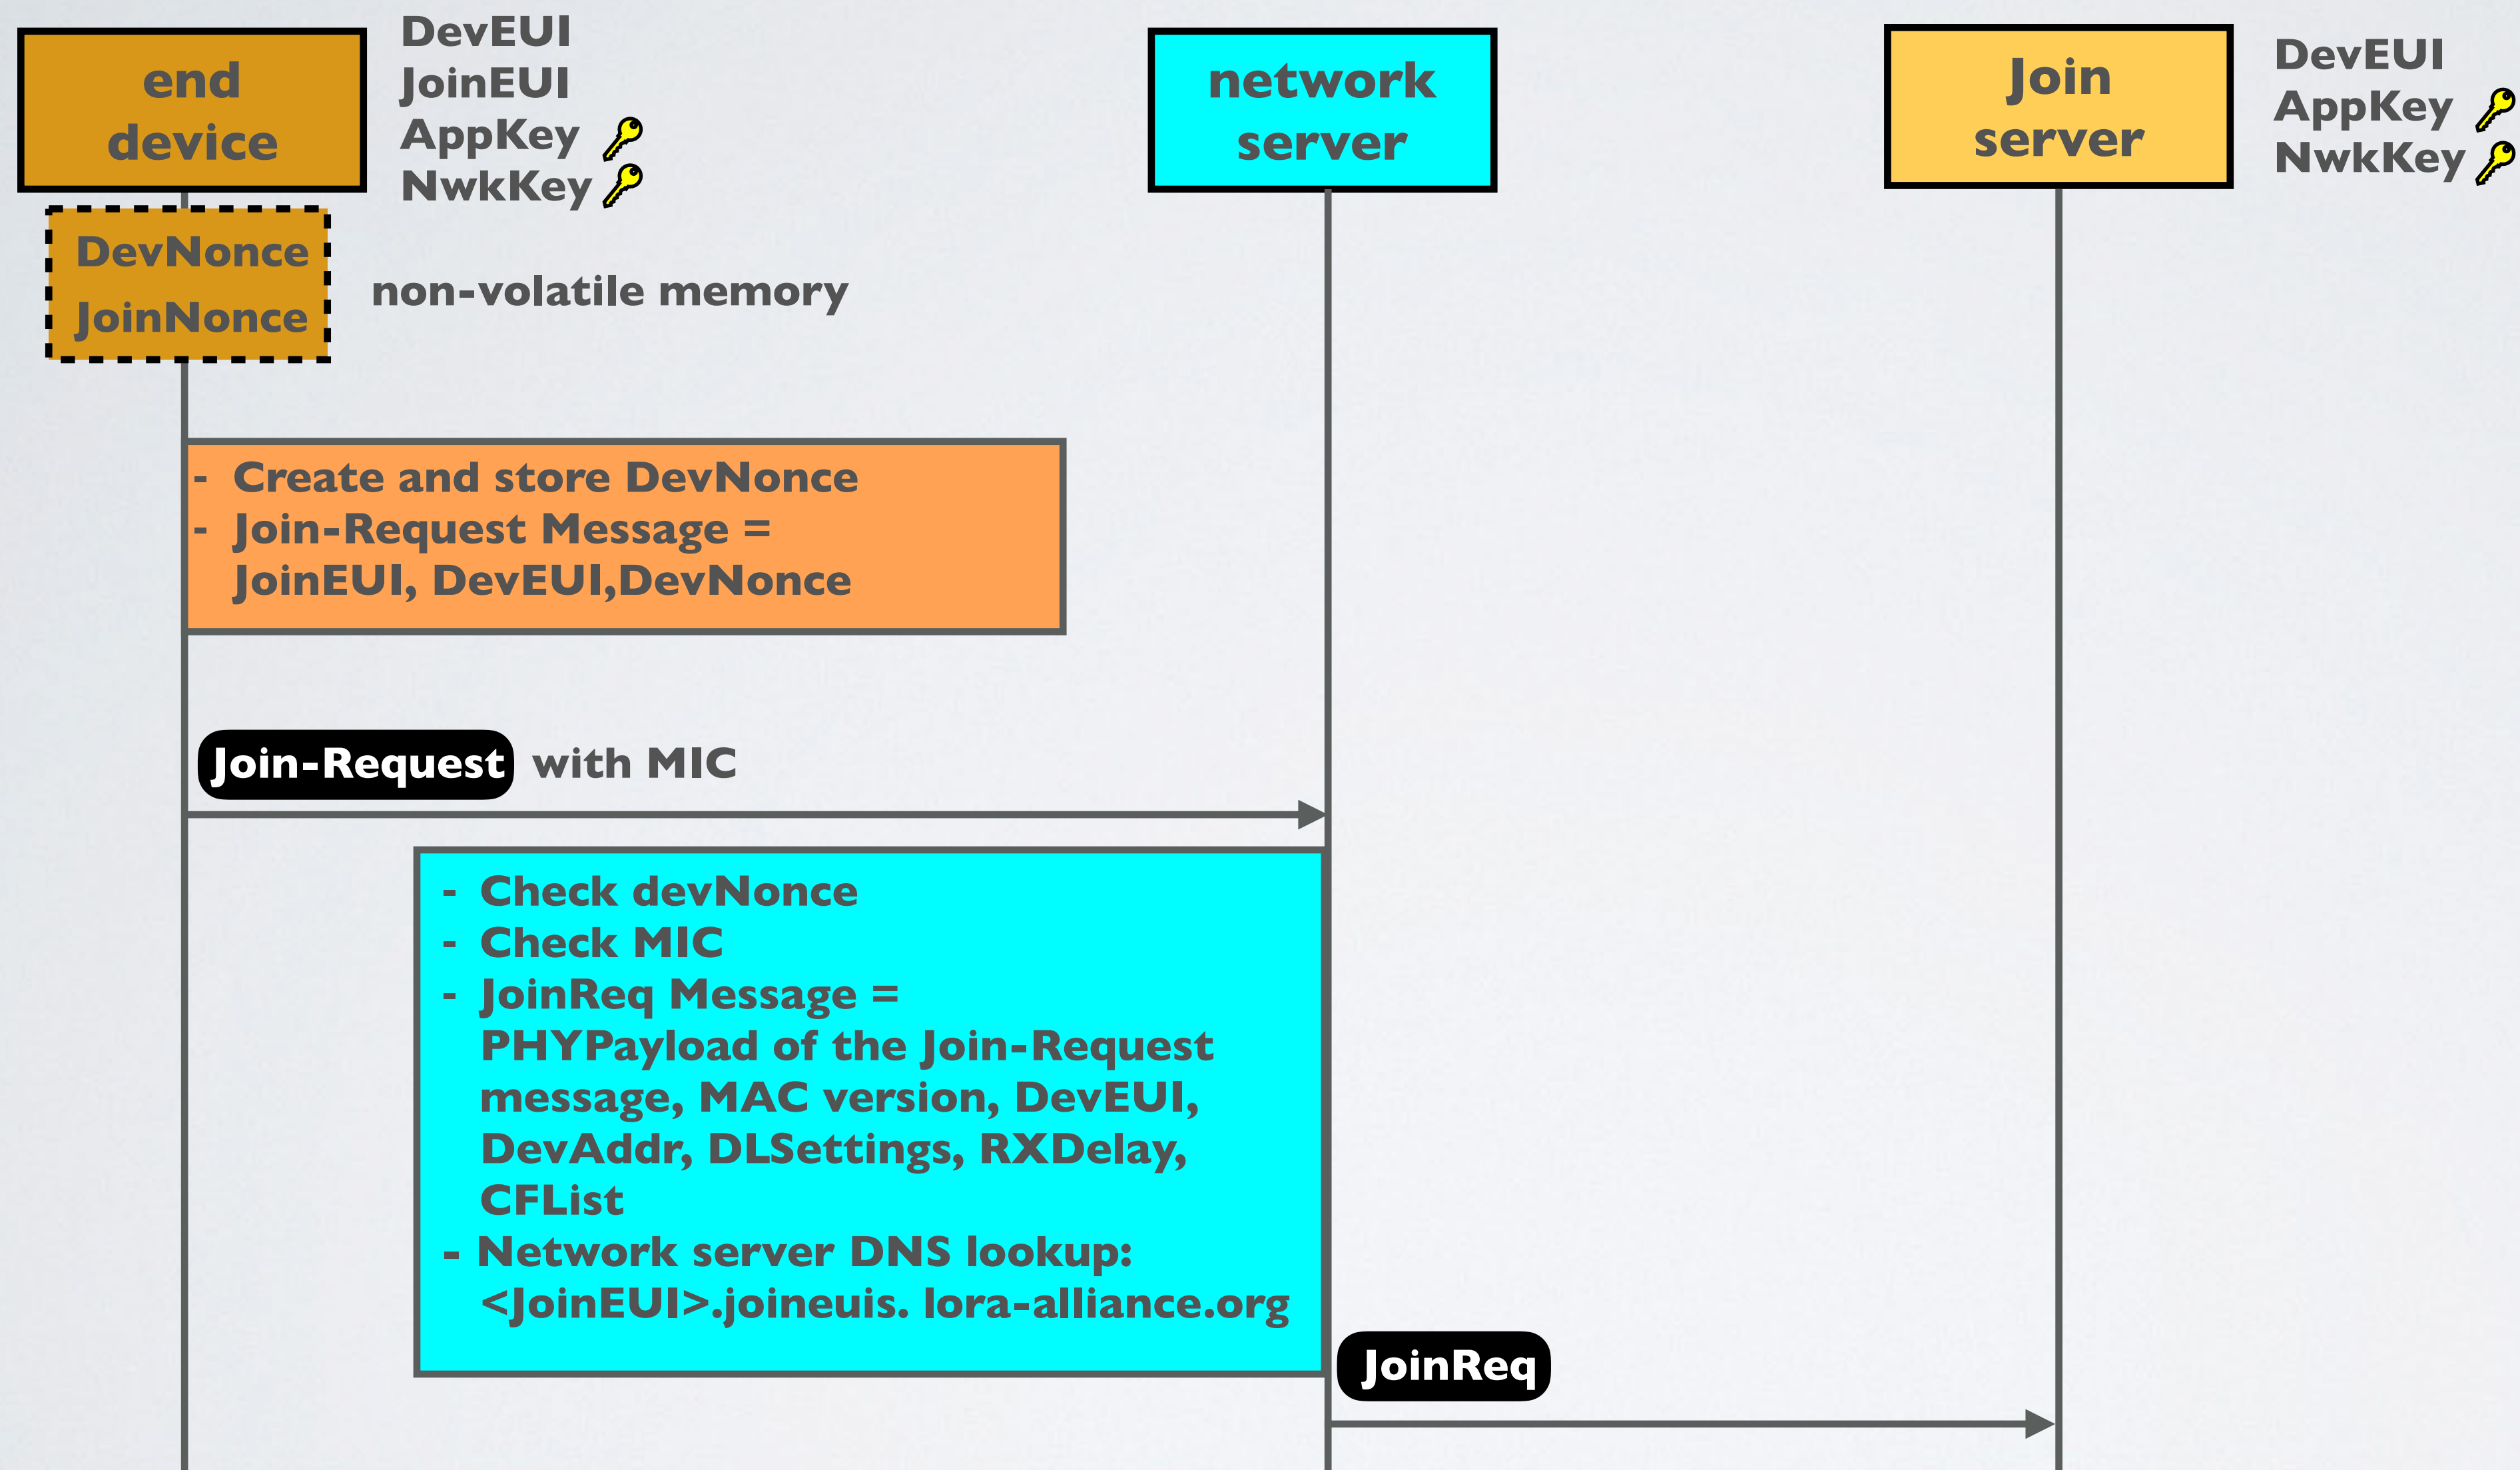 end
device
DevEUI
JoinEUI
AppKey
NwkKey
network
server
Join
server
DevEUI
AppKey
NwkKey
DevNonce
JoinNonce
non-volatile memory
- Create and store DevNonce
- Join-Request Message =
JoinEUI, DevEUI,DevNonce
Join-Request with MIC
- Check devNonce
- Check MIC
- JoinReq Message =
PHYPayload of the Join-Request
message, MAC version, DevEUI,
DevAddr, DLSettings, RXDelay,
CFList
- Network server DNS lookup:
<JoinEUI>.joineuis. lora-alliance.org
JoinReq